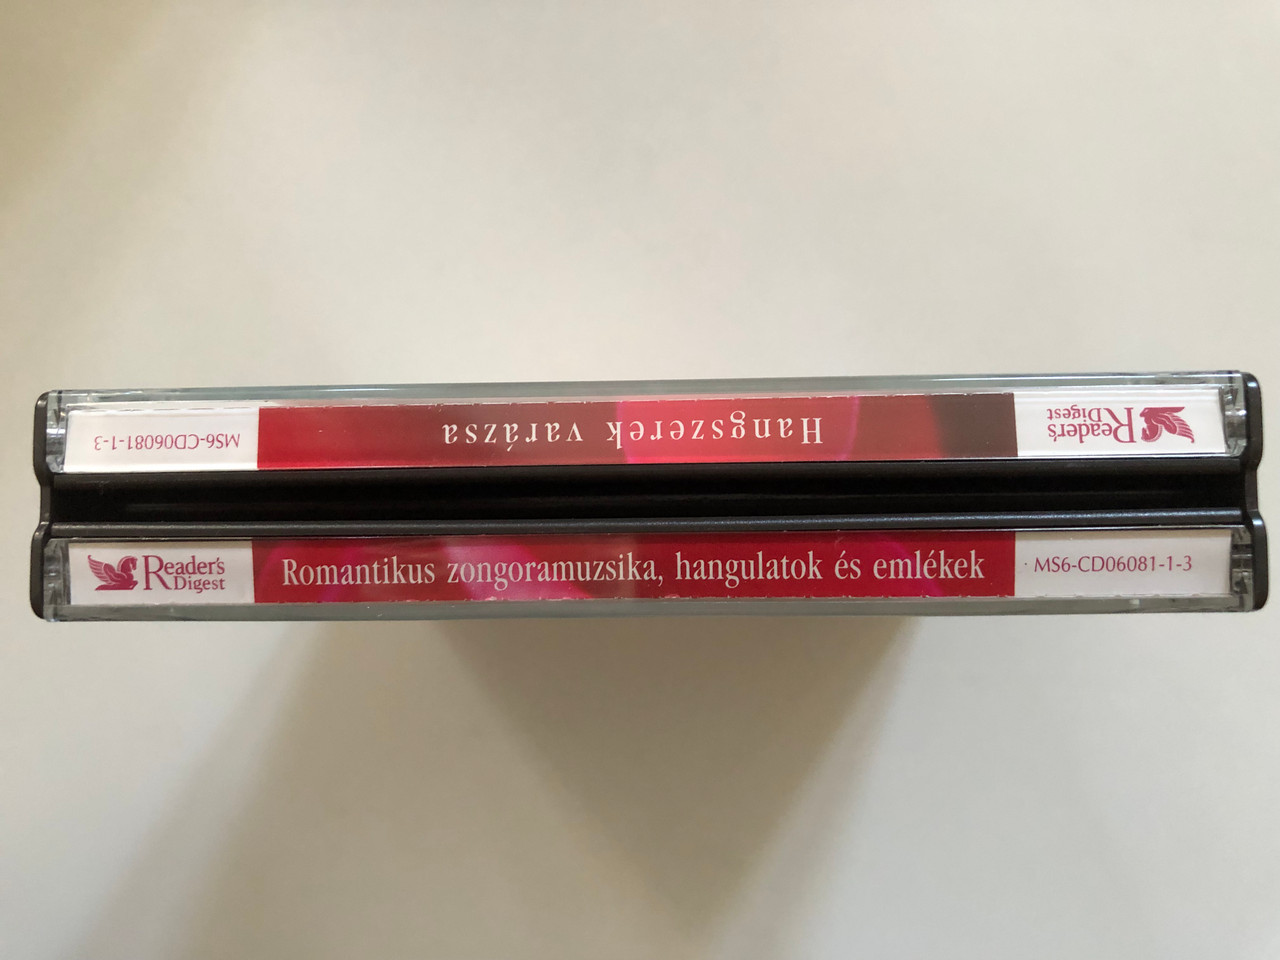 MS6-CD06081-1-3
Hangszerek varázsa
Reader's
Digest
Reader's
Digest
Romantikus zongoramuzsika, hangulatok és emlékek
MS6-CD06081-1-3